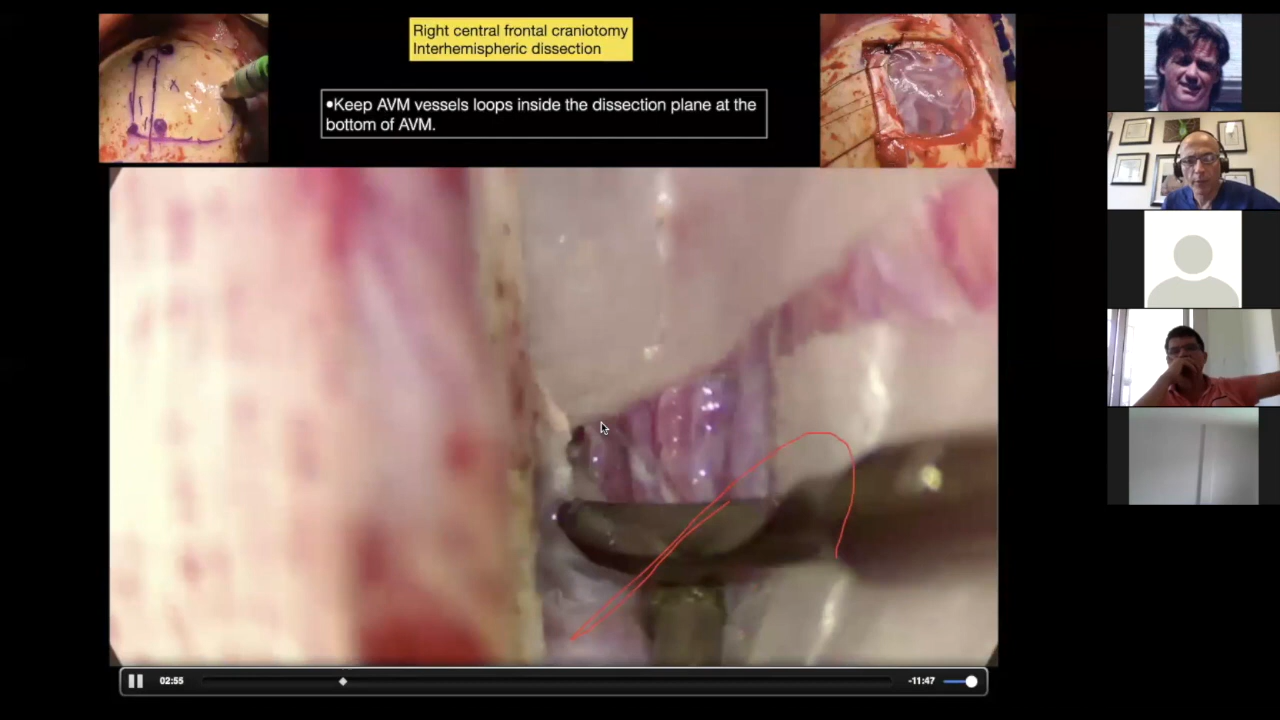 Right central frontal craniotomy
Interhemispheric dissection
•Keep AVM vessels loops inside the dissection plane at the
bottom of AVM.
02:55
-11:47